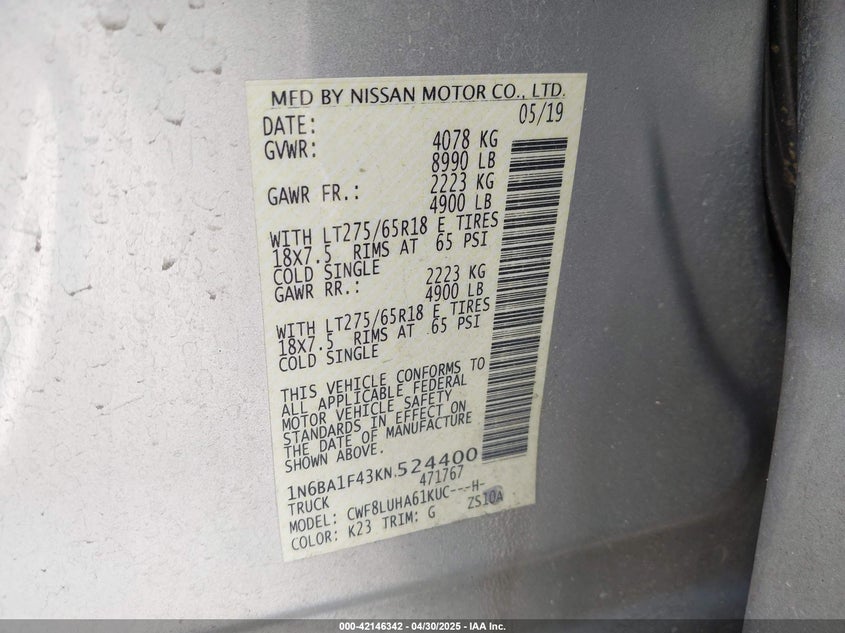 MFD BY NISSAN MOTOR CO., LTD.
DATE: 05/19
GVWR: 4078 KG
8990 LB
GAWR FR.: 2223 KG
4900 LB
WITH LT275/65R18 E TIRES
18x7.5 RIMS AT 65 PSI
COLD SINGLE
GAWR RR.: 2223 KG
4900 LB
WITH LT275/65R18 E TIRES
18x7.5 RIMS AT 65 PSI
COLD SINGLE
THIS VEHICLE CONFORMS TO
ALL APPLICABLE FEDERAL
MOTOR VEHICLE SAFETY
STANDARDS IN EFFECT ON
THE DATE OF MANUFACTURE
SHOWN ABOVE.
1N6BA1F43KN.524400
TRUCK 471767
MODEL: CWF8LUHA61KUC---H-
COLOR: K23 TRIM: G ZS10A
000-42146342 - 04/30/2025 - IAA Inc.